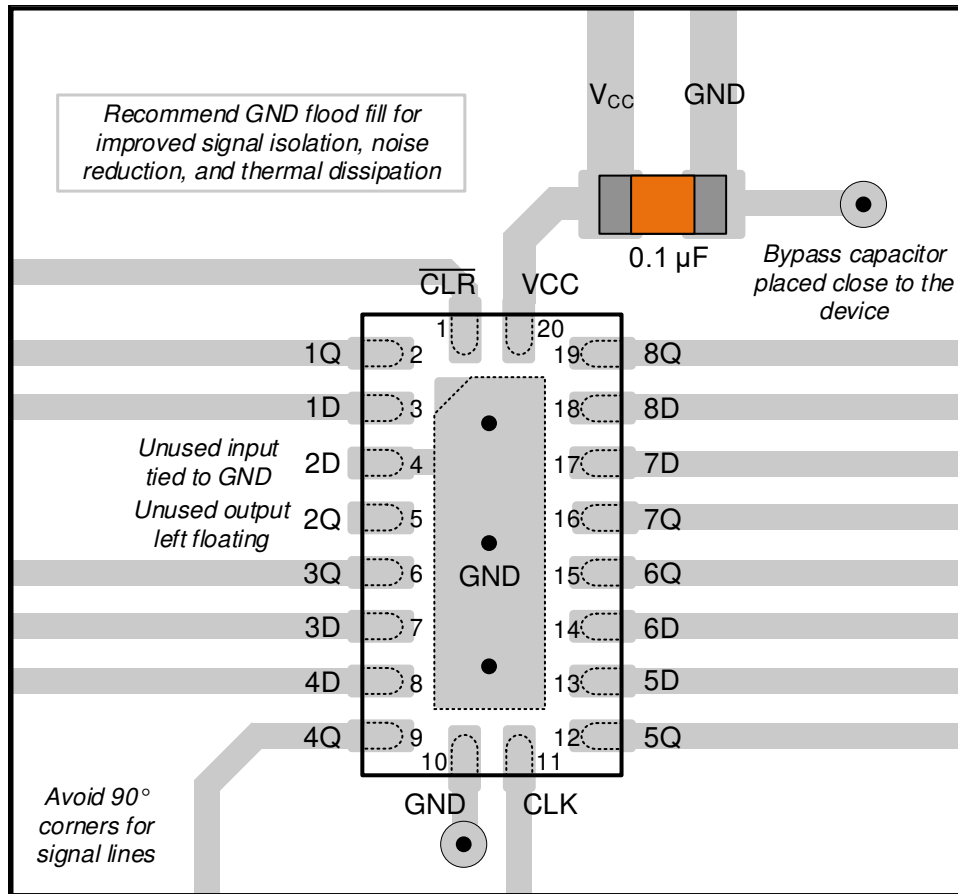 Recommend GND flood fill for
improved signal isolation, noise
reduction, and thermal dissipation
V_CC GND
0.1 µF
Bypass capacitor
placed close to the
device
C̅L̅R̅ VCC
1 20
1Q 2 19 8Q
1D 3 18 8D
Unused input
tied to GND
2D 4 17 7D
Unused output
left floating
2Q 5 16 7Q
3Q 6 GND 15 6Q
3D 7 14 6D
4D 8 13 5D
4Q 9 12 5Q
10 11
GND CLK
Avoid 90°
corners for
signal lines